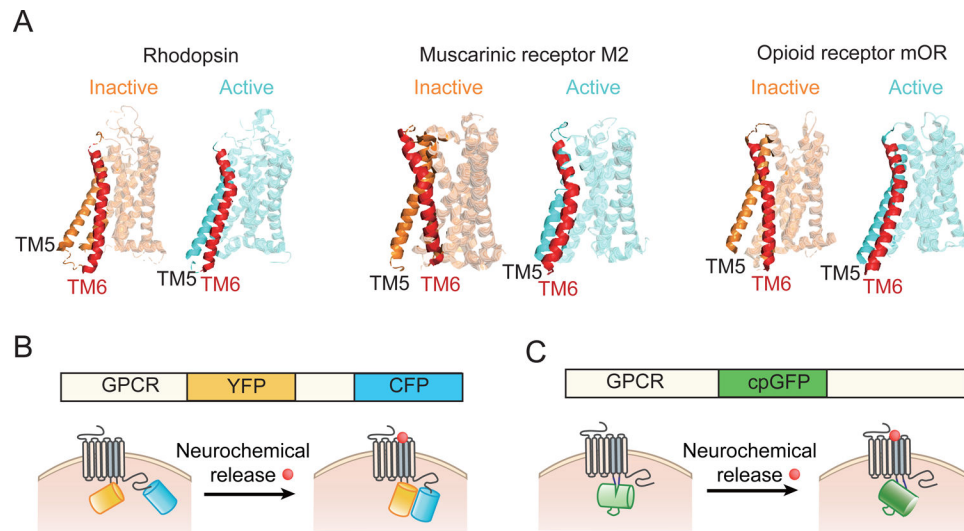 A
Rhodopsin
Muscarinic receptor M2
Opioid receptor mOR
Inactive
Active
Inactive
Active
Inactive
Active
TM5
TM6
TM5
TM6
TM5
TM6
TM5
TM6
TM5
TM6
TM5
TM6
B
GPCR
YFP
CFP
Neurochemical
release
C
GPCR
cpGFP
Neurochemical
release